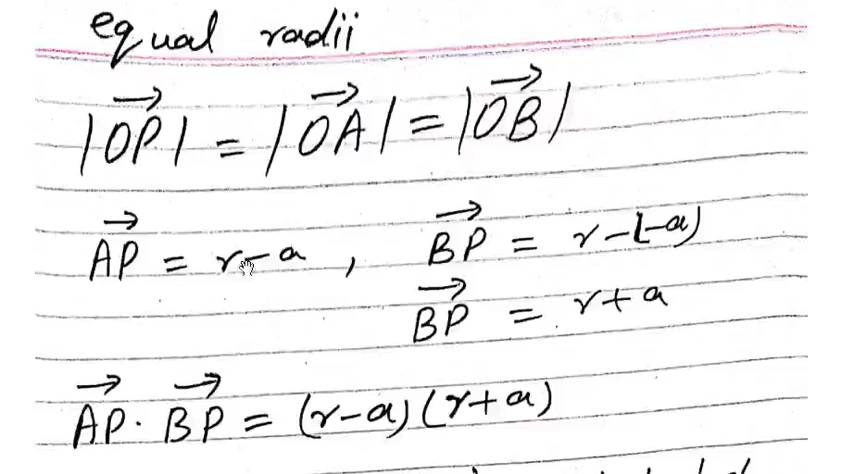 equal radii
|OP→| = |OA→| = |OB→|
AP→ = r-a , BP→ = r-(-a)
BP→ = r+a
AP→ · BP→ = (r-a)(r+a)